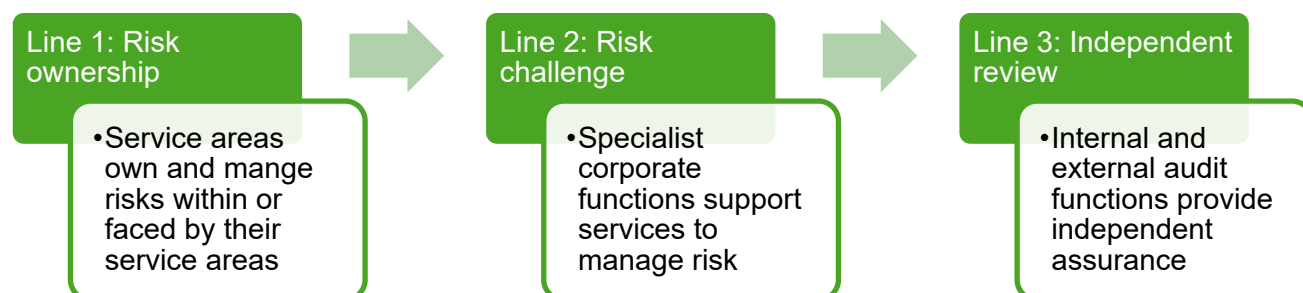 Line 1: Risk
ownership
•Service areas
own and mange
risks within or
faced by their
service areas
Line 2: Risk
challenge
•Specialist
corporate
functions support
services to
manage risk
Line 3: Independent
review
•Internal and
external audit
functions provide
independent
assurance